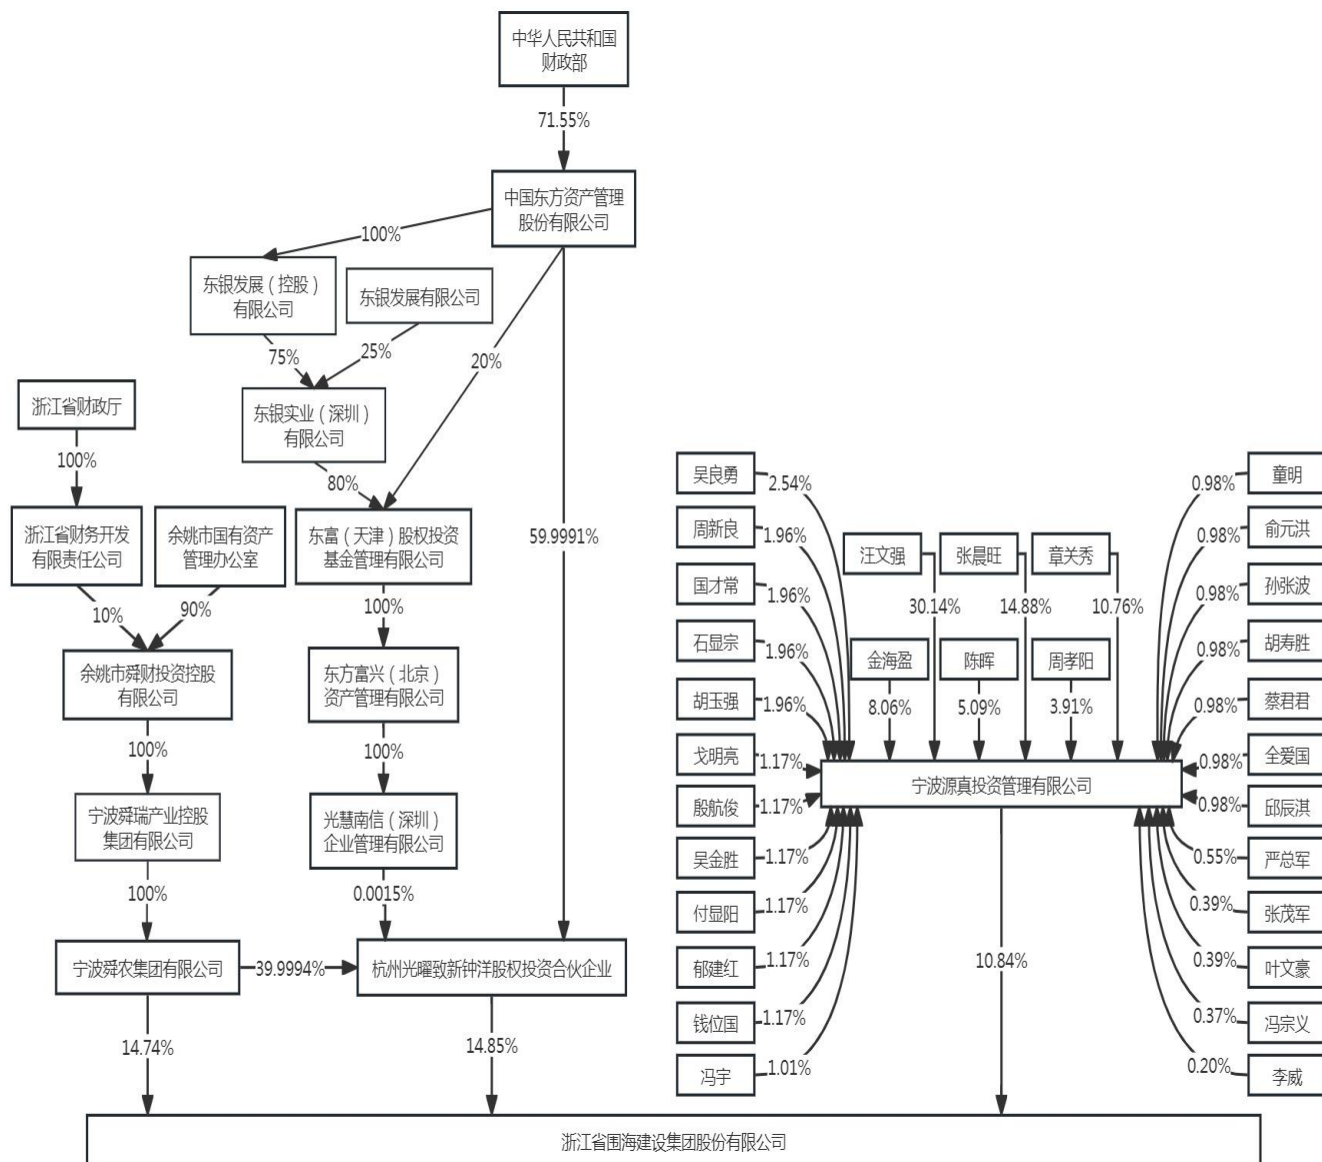 中华人民共和国
财政部
71.55%
中国东方资产管理
股份有限公司
100%
东银发展（控股）
有限公司
东银发展有限公司
75%
25%
20%
浙江省财政厅
东银实业（深圳）
有限公司
100%
80%
浙江省财务开发
有限责任公司
余姚市国有资产
管理办公室
东富（天津）股权投资
基金管理有限公司
59.9991%
10%
90%
100%
余姚市舜财投资控股
有限公司
东方富兴（北京）
资产管理有限公司
100%
100%
宁波舜瑞产业控股
集团有限公司
光慧南信（深圳）
企业管理有限公司
100%
0.0015%
宁波舜农集团有限公司
39.9994%
杭州光曜致新钟洋股权投资合伙企业
14.74%
14.85%
吴良勇
2.54%
周新良
1.96%
国才常
1.96%
石显宗
1.96%
胡玉强
1.96%
戈明亮
1.17%
殷航俊
1.17%
吴金胜
1.17%
付显阳
1.17%
郁建红
1.17%
钱位国
1.17%
冯宇
1.01%
汪文强
张晨旺
章关秀
30.14%
14.88%
10.76%
金海盈
陈晖
周孝阳
8.06%
5.09%
3.91%
宁波源真投资管理有限公司
10.84%
0.98%
童明
0.98%
俞元洪
0.98%
孙张波
0.98%
胡寿胜
0.98%
蔡君君
0.98%
全爱国
0.98%
邱辰淇
0.55%
严总军
0.39%
张茂军
0.39%
叶文豪
0.37%
冯宗义
0.20%
李威
浙江省围海建设集团股份有限公司